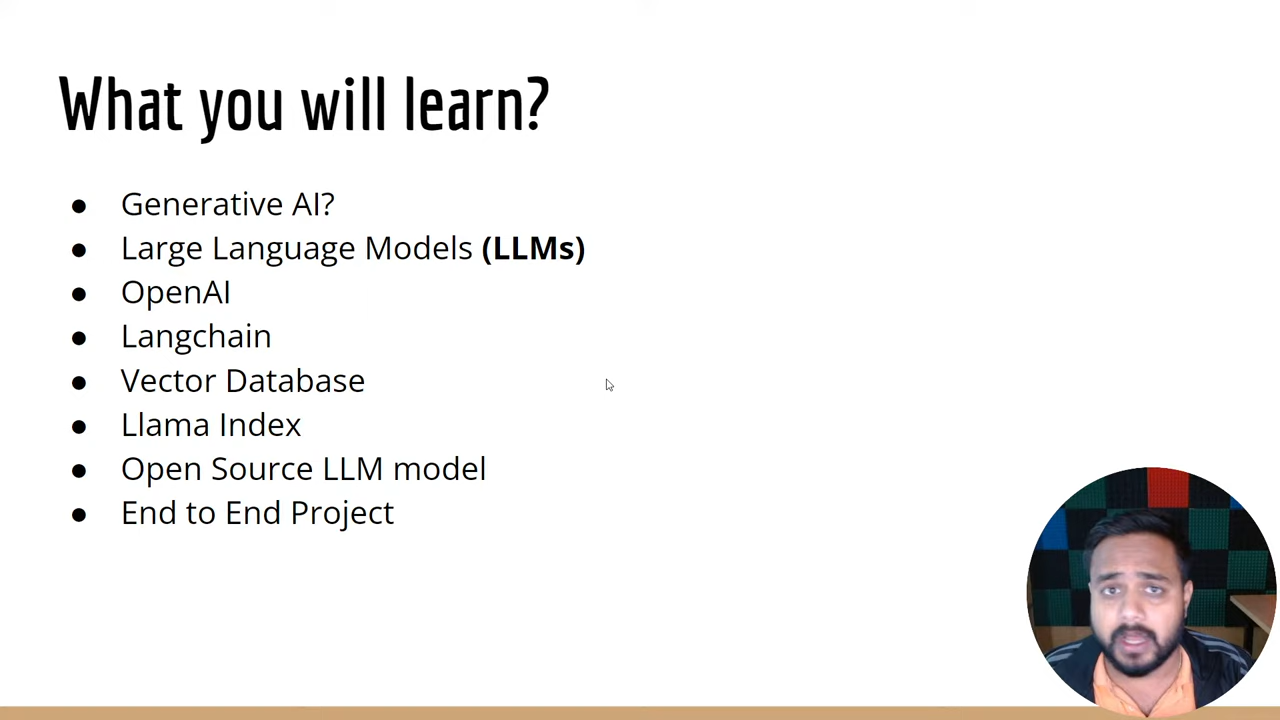 What you will learn?
● Generative AI?
● Large Language Models (LLMs)
● OpenAI
● Langchain
● Vector Database
● Llama Index
● Open Source LLM model
● End to End Project